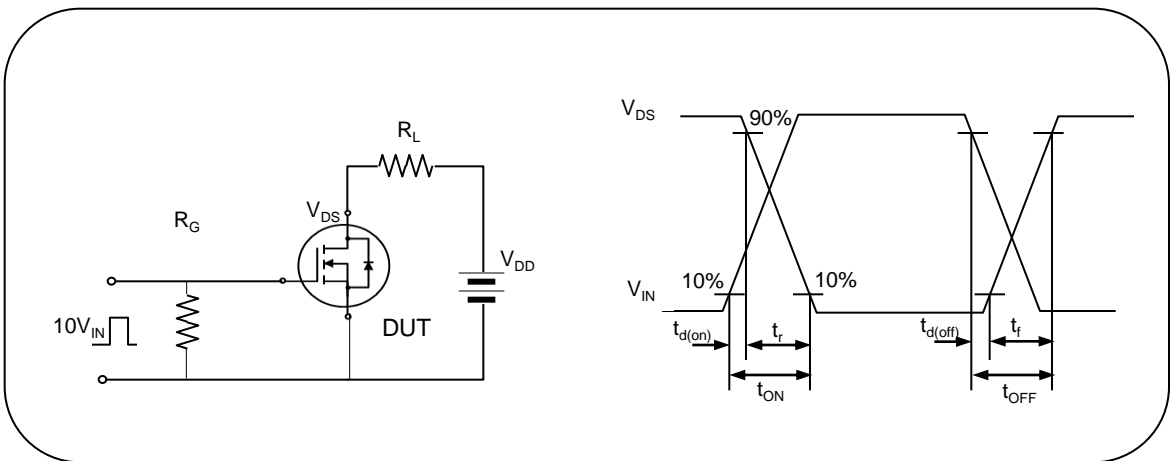 R_L
R_G
V_DS
V_DD
10V_IN
DUT
V_DS
90%
V_IN
10%
10%
t_d(on)
t_r
t_d(off)
t_f
t_ON
t_OFF